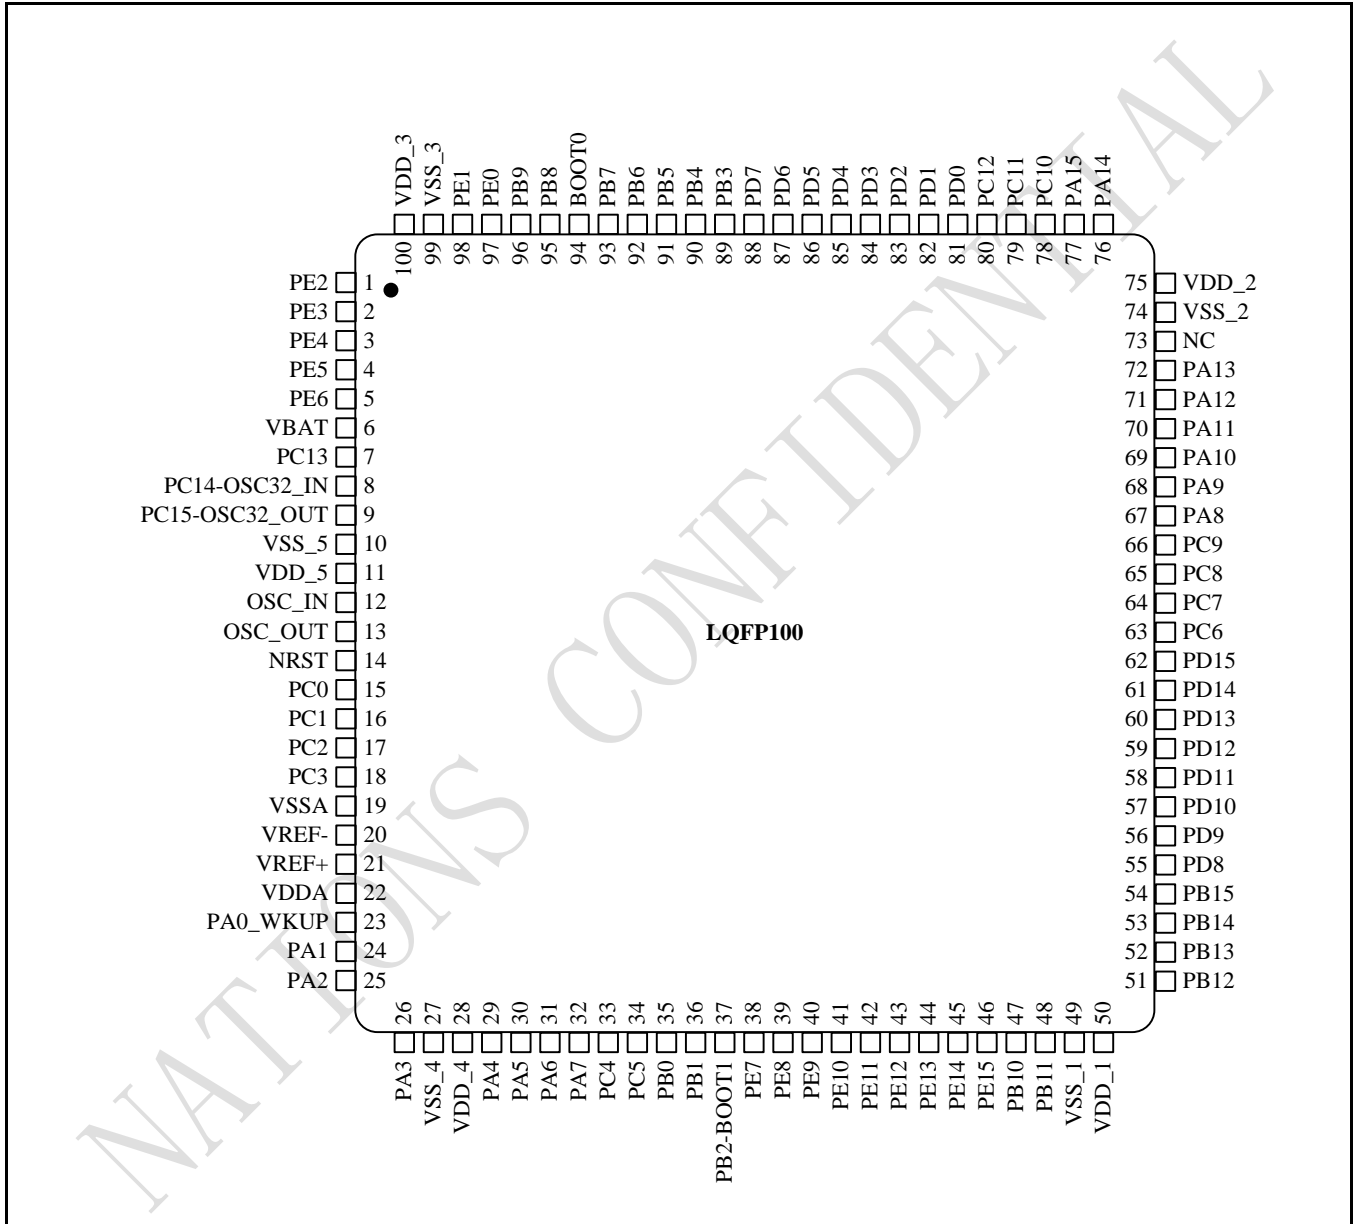 VDD_3
VSS_3
PE1
PE0
PB9
PB8
BOOT0
PB7
PB6
PB5
PB4
PB3
PD7
PD6
PD5
PD4
PD3
PD2
PD1
PD0
PC12
PC11
PC10
PA15
PA14
100
99
98
97
96
95
94
93
92
91
90
89
88
87
86
85
84
83
82
81
80
79
78
77
76
PE2 1
PE3 2
PE4 3
PE5 4
PE6 5
VBAT 6
PC13 7
PC14-OSC32_IN 8
PC15-OSC32_OUT 9
VSS_5 10
VDD_5 11
OSC_IN 12
OSC_OUT 13
NRST 14
PC0 15
PC1 16
PC2 17
PC3 18
VSSA 19
VREF- 20
VREF+ 21
VDDA 22
PA0_WKUP 23
PA1 24
PA2 25
LQFP100
75 VDD_2
74 VSS_2
73 NC
72 PA13
71 PA12
70 PA11
69 PA10
68 PA9
67 PA8
66 PC9
65 PC8
64 PC7
63 PC6
62 PD15
61 PD14
60 PD13
59 PD12
58 PD11
57 PD10
56 PD9
55 PD8
54 PB15
53 PB14
52 PB13
51 PB12
26
27
28
29
30
31
32
33
34
35
36
37
38
39
40
41
42
43
44
45
46
47
48
49
50
PA3
VSS_4
VDD_4
PA4
PA5
PA6
PA7
PC4
PC5
PB0
PB1
PB2-BOOT1
PE7
PE8
PE9
PE10
PE11
PE12
PE13
PE14
PE15
PB10
PB11
VSS_1
VDD_1
NATIONS CONFIDENTIAL